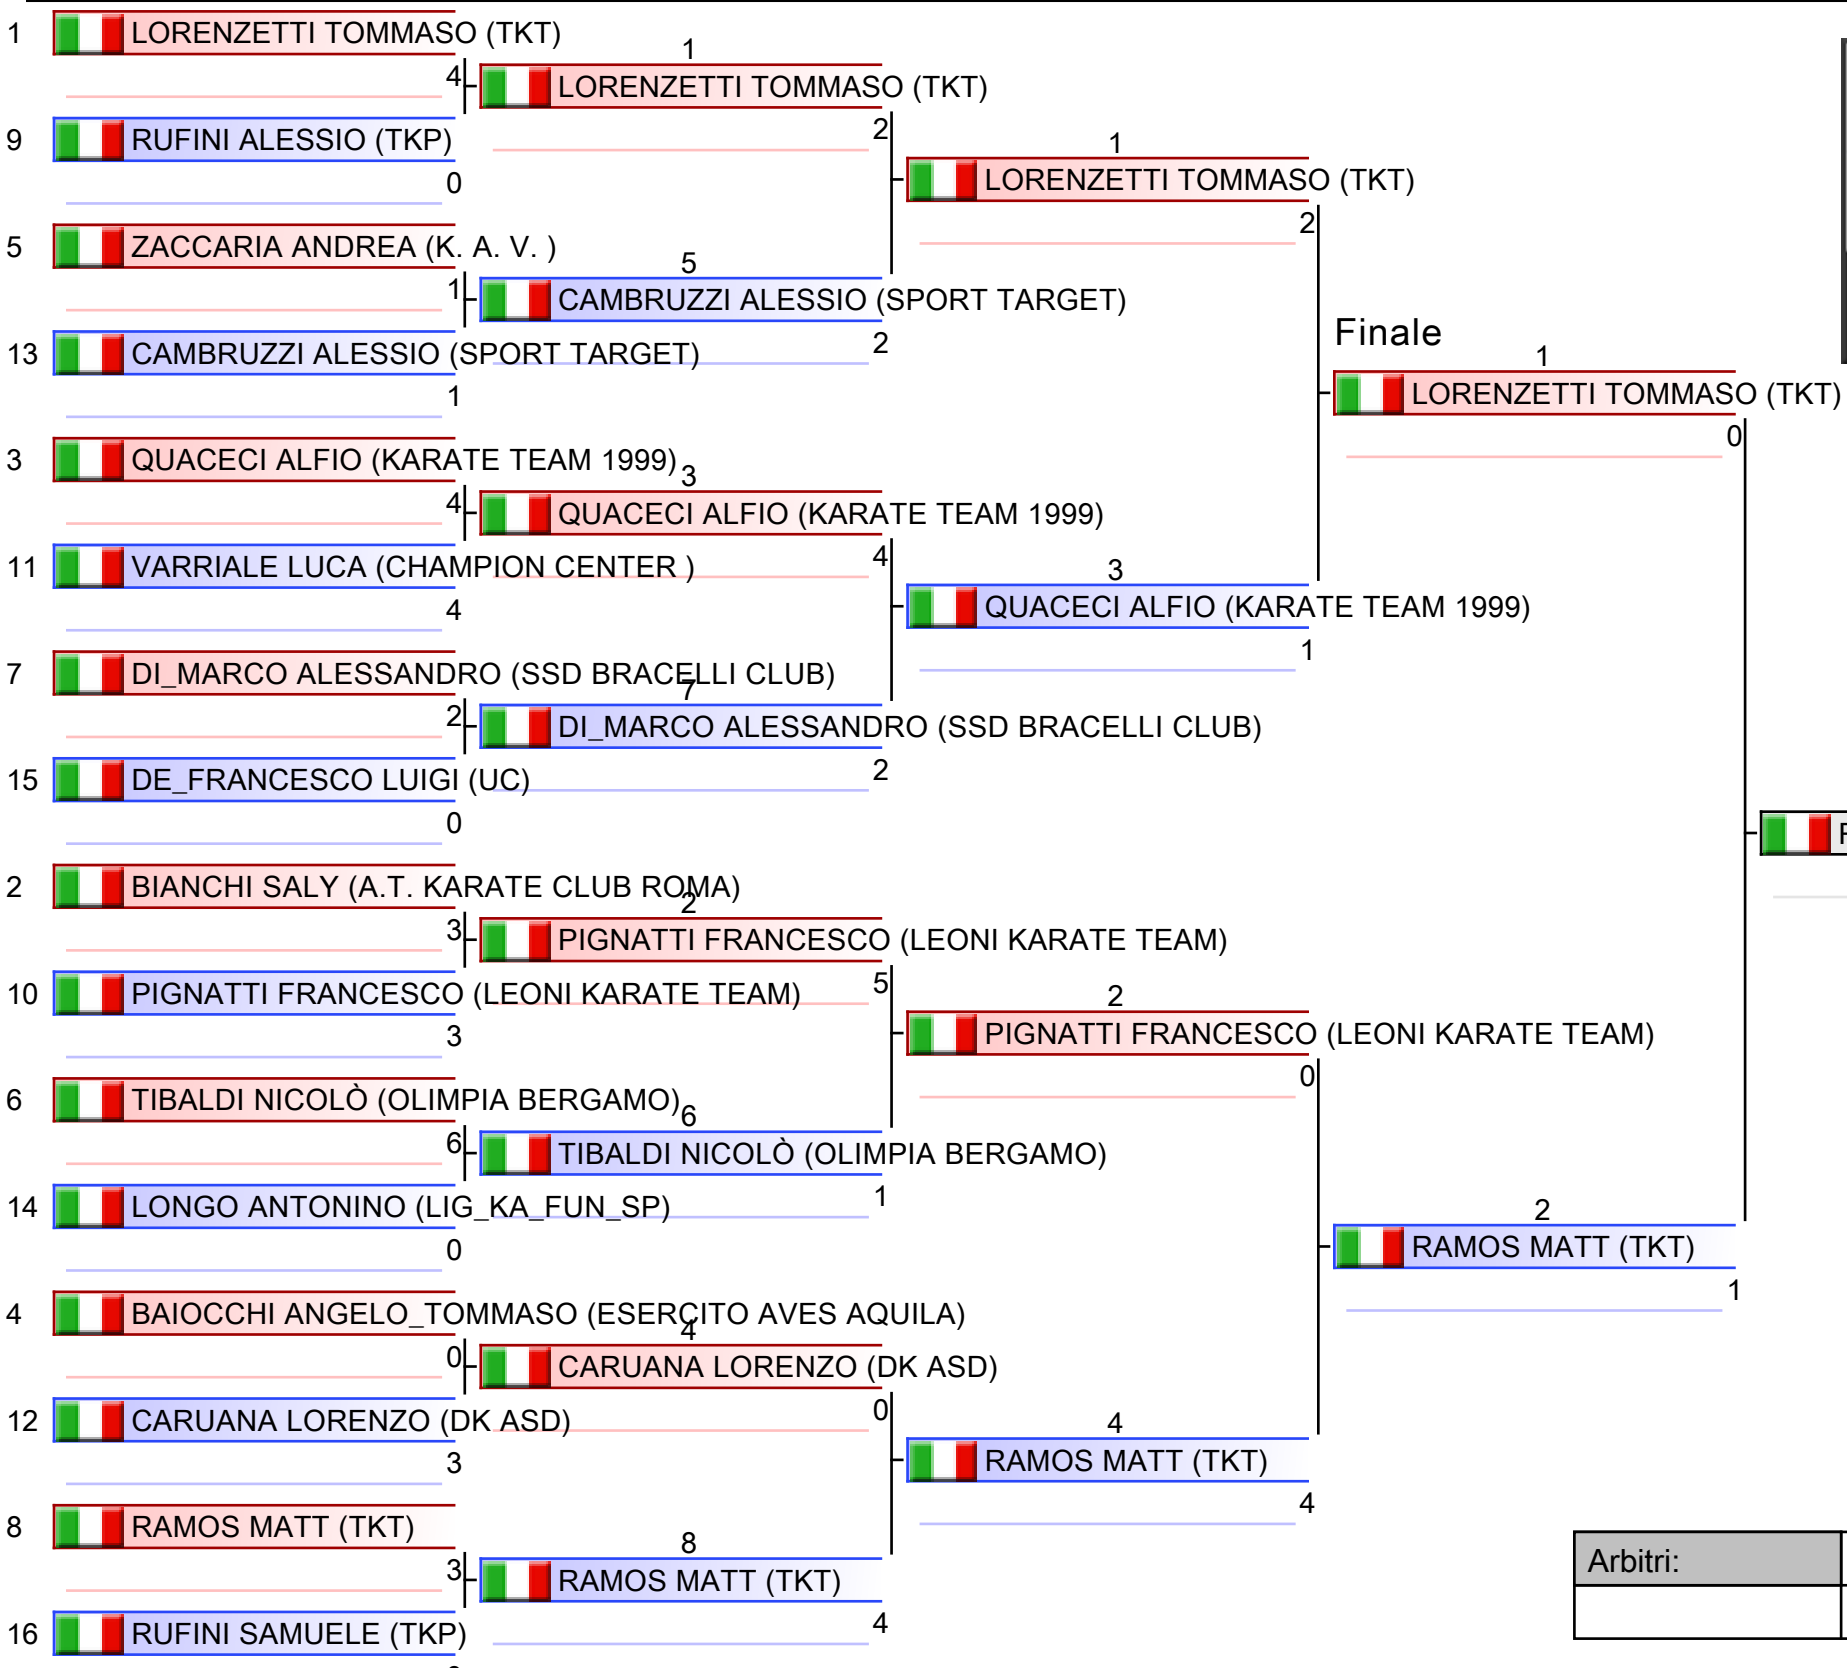 1 LORENZETTI TOMMASO (TKT)
4
9 RUFINI ALESSIO (TKP)
0
5 ZACCARIA ANDREA (K. A. V. )
1
13 CAMBRUZZI ALESSIO (SPORT TARGET)
1
3 QUACECI ALFIO (KARATE TEAM 1999)
4
11 VARRIALE LUCA (CHAMPION CENTER )
4
7 DI_MARCO ALESSANDRO (SSD BRACELLI CLUB)
2
15 DE_FRANCESCO LUIGI (UC)
0
2 BIANCHI SALY (A.T. KARATE CLUB ROMA)
3
10 PIGNATTI FRANCESCO (LEONI KARATE TEAM)
3
6 TIBALDI NICOLÒ (OLIMPIA BERGAMO)
6
14 LONGO ANTONINO (LIG_KA_FUN_SP)
0
4 BAIOCCHI ANGELO_TOMMASO (ESERCITO AVES AQUILA)
0
12 CARUANA LORENZO (DK ASD)
3
8 RAMOS MATT (TKT)
3
16 RUFINI SAMUELE (TKP)
1
LORENZETTI TOMMASO (TKT)
2
5
CAMBRUZZI ALESSIO (SPORT TARGET)
2
3
QUACECI ALFIO (KARATE TEAM 1999)
4
7
DI_MARCO ALESSANDRO (SSD BRACELLI CLUB)
2
2
PIGNATTI FRANCESCO (LEONI KARATE TEAM)
5
6
TIBALDI NICOLÒ (OLIMPIA BERGAMO)
1
4
CARUANA LORENZO (DK ASD)
0
8
RAMOS MATT (TKT)
4
1
LORENZETTI TOMMASO (TKT)
2
3
QUACECI ALFIO (KARATE TEAM 1999)
1
2
PIGNATTI FRANCESCO (LEONI KARATE TEAM)
0
4
RAMOS MATT (TKT)
4
Finale
1
LORENZETTI TOMMASO (TKT)
0
2
RAMOS MATT (TKT)
1
Arbitri: